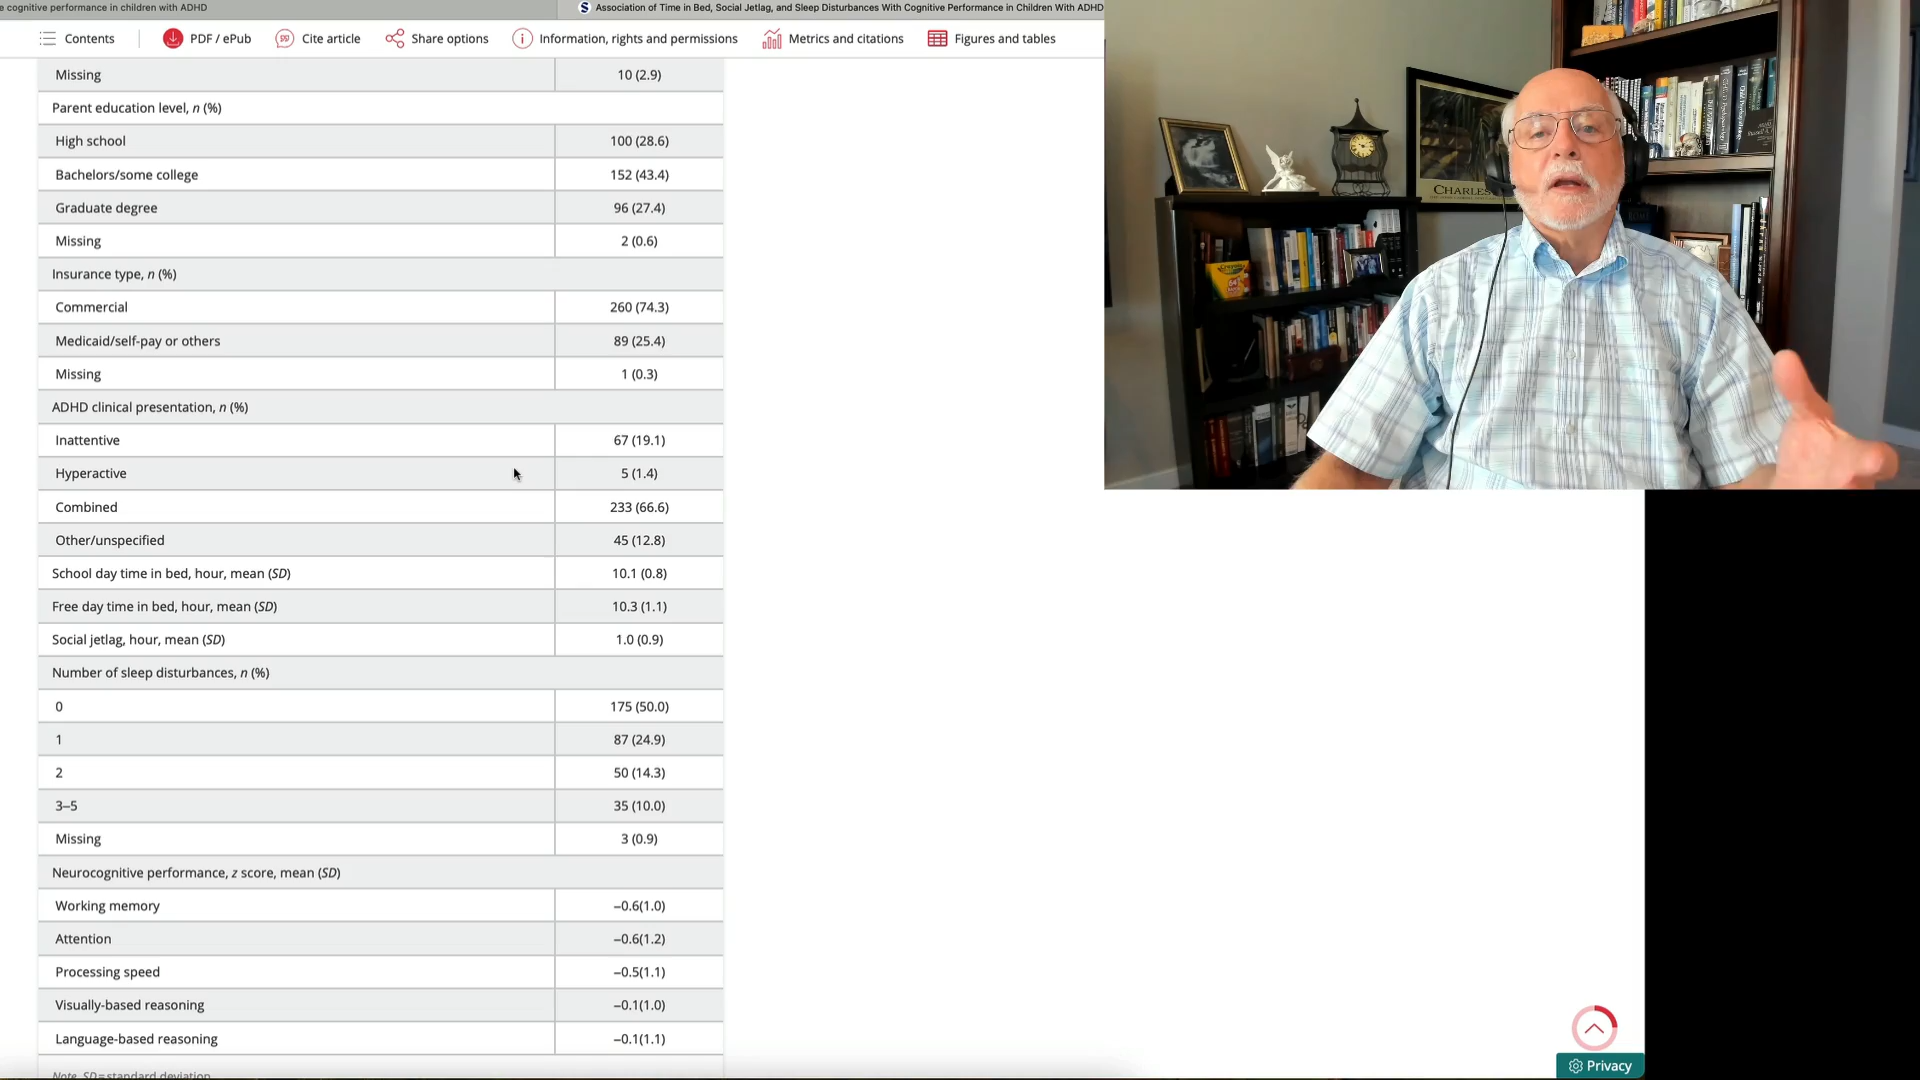 e cognitive performance in children with ADHD
Association of Time in Bed, Social Jetlag, and Sleep Disturbances With Cognitive Performance in Children With ADHD
Contents
PDF / ePub
Cite article
Share options
Information, rights and permissions
Metrics and citations
Figures and tables
Missing 10 (2.9)
Parent education level, n (%)
High school 100 (28.6)
Bachelors/some college 152 (43.4)
Graduate degree 96 (27.4)
Missing 2 (0.6)
Insurance type, n (%)
Commercial 260 (74.3)
Medicaid/self-pay or others 89 (25.4)
Missing 1 (0.3)
ADHD clinical presentation, n (%)
Inattentive 67 (19.1)
Hyperactive 5 (1.4)
Combined 233 (66.6)
Other/unspecified 45 (12.8)
School day time in bed, hour, mean (SD) 10.1 (0.8)
Free day time in bed, hour, mean (SD) 10.3 (1.1)
Social jetlag, hour, mean (SD) 1.0 (0.9)
Number of sleep disturbances, n (%)
0 175 (50.0)
1 87 (24.9)
2 50 (14.3)
3–5 35 (10.0)
Missing 3 (0.9)
Neurocognitive performance, z score, mean (SD)
Working memory −0.6(1.0)
Attention −0.6(1.2)
Processing speed −0.5(1.1)
Visually-based reasoning −0.1(1.0)
Language-based reasoning −0.1(1.1)
Note. SD = standard deviation
CHARLES
Privacy